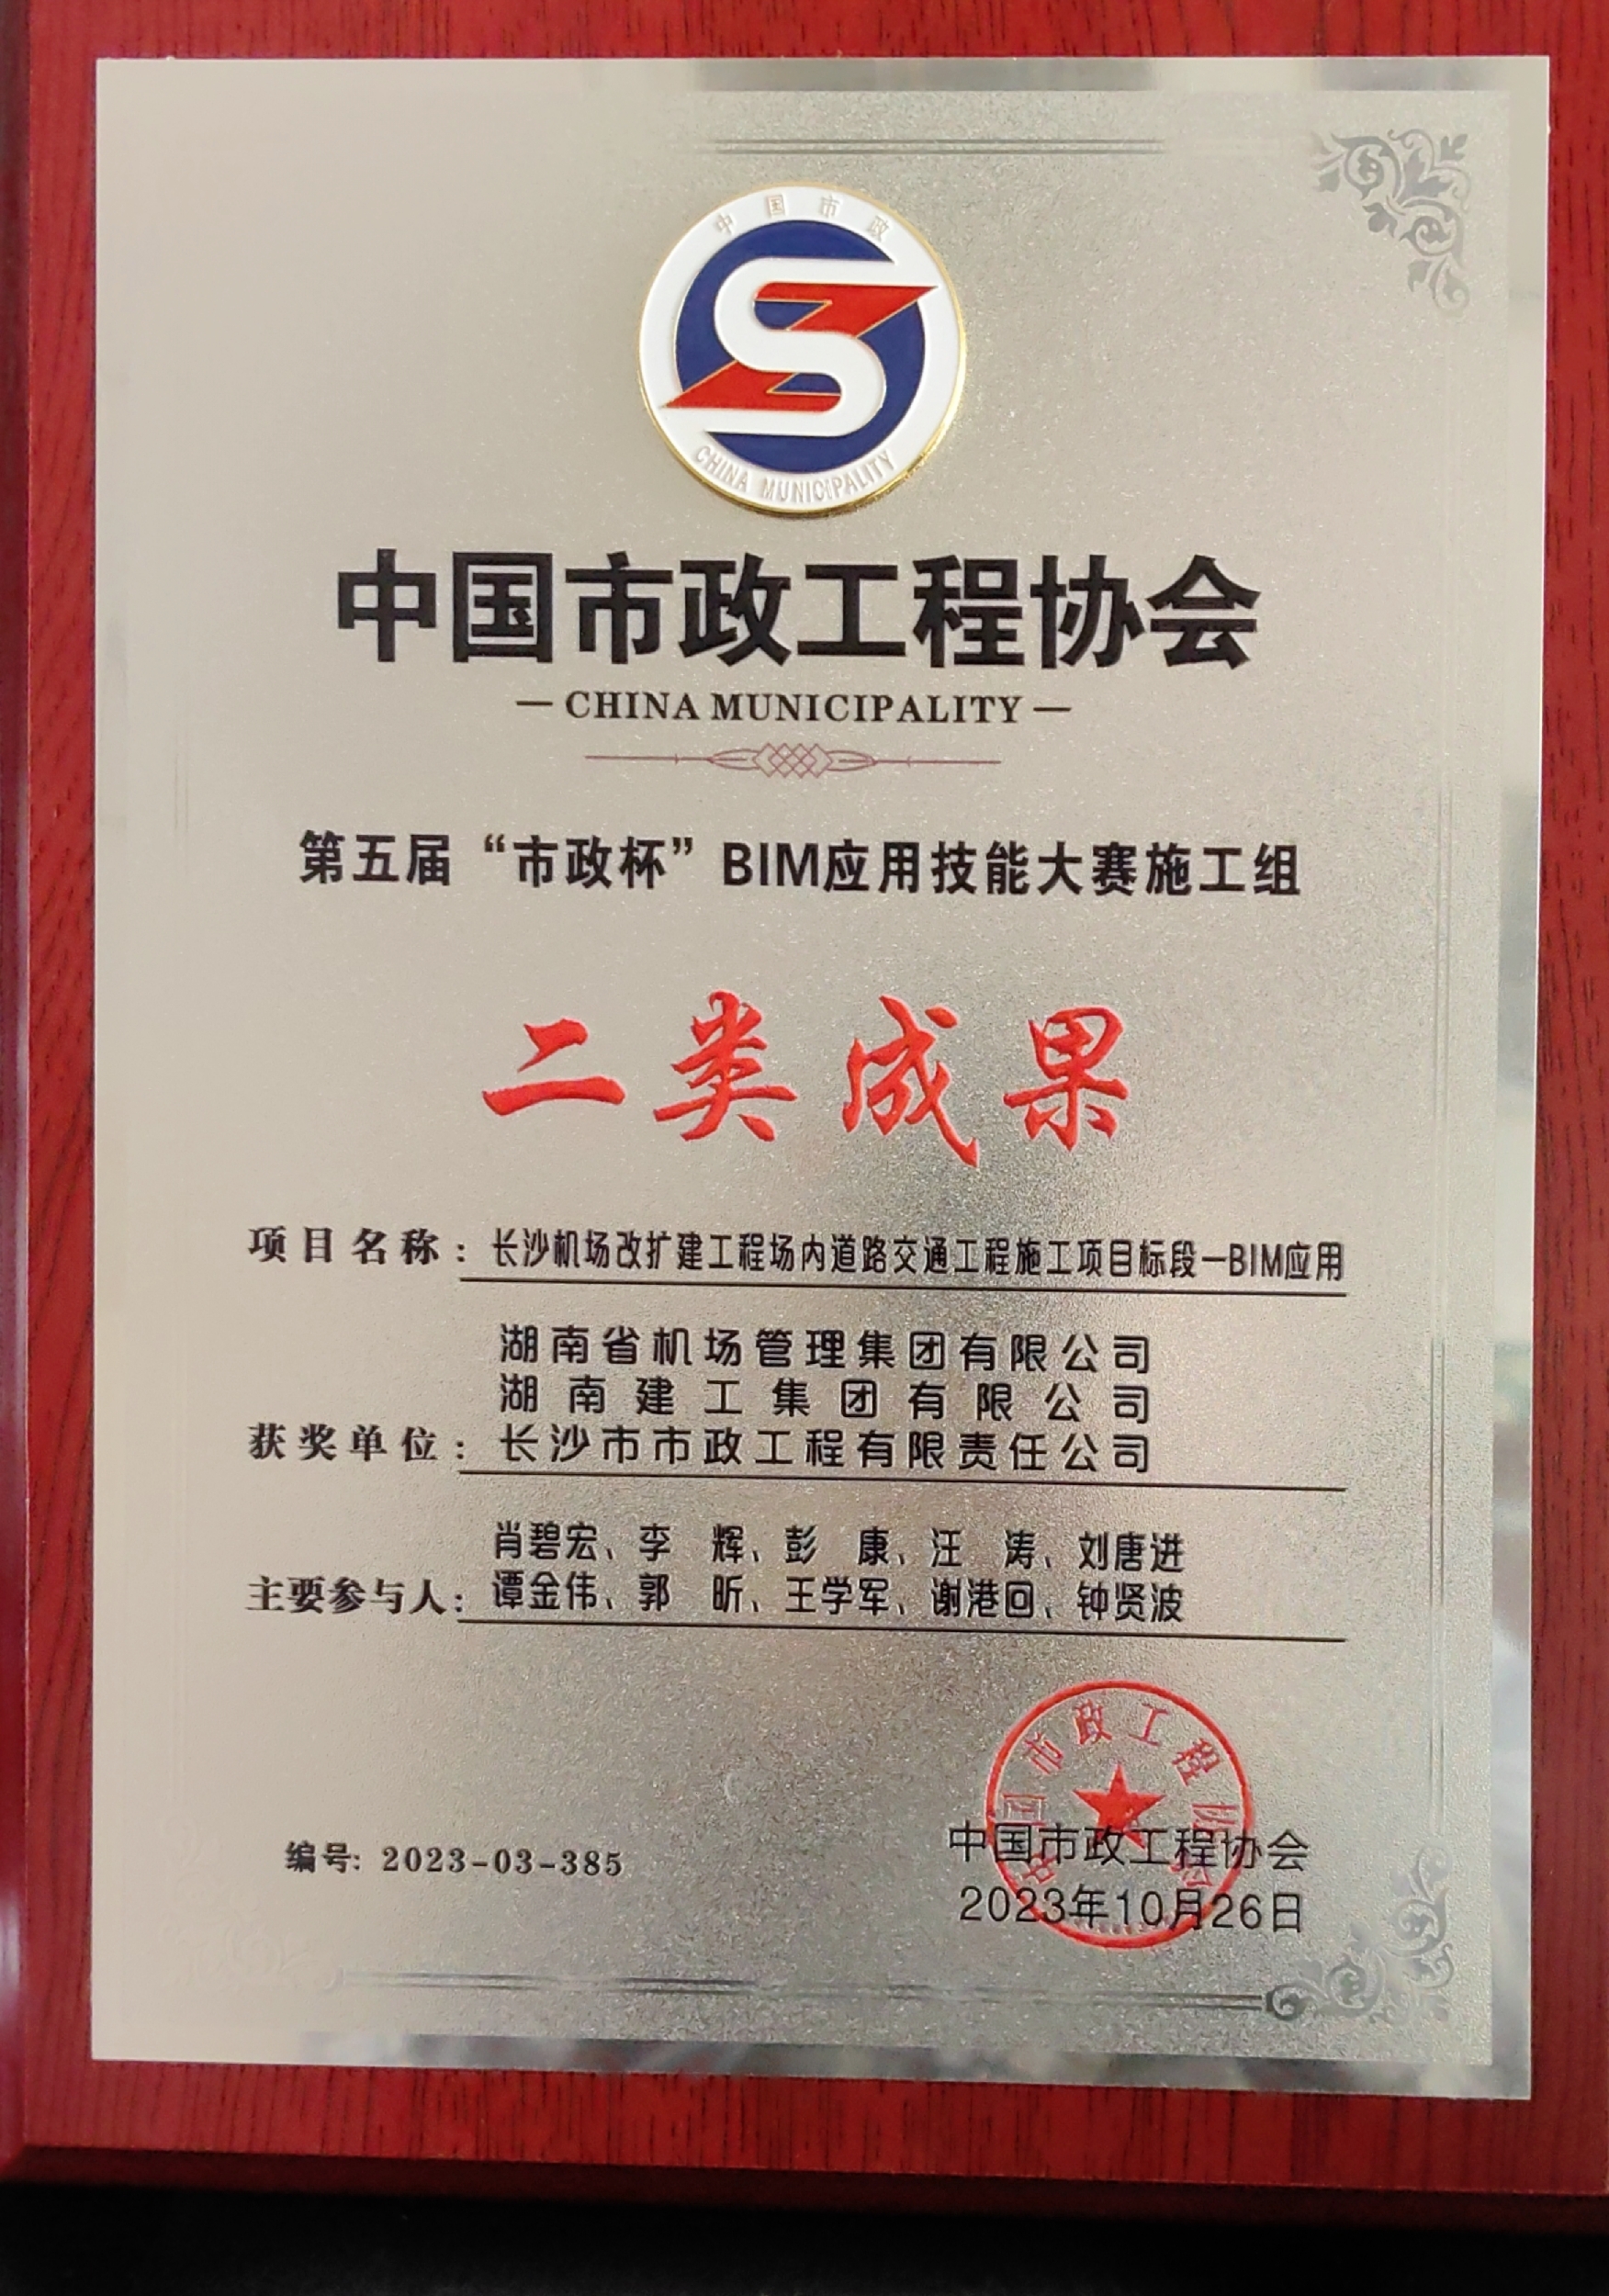 中国市政
CHINA MUNICIPALITY
中国市政工程协会
—CHINA MUNICIPALITY—
第五届“市政杯”BIM应用技能大赛施工组
二类成果
项目名称：长沙机场改扩建工程场内道路交通工程施工项目标段一BIM应用
湖南省机场管理集团有限公司
湖南建工集团有限公司
获奖单位：长沙市市政工程有限责任公司
肖碧宏、李 辉、彭 康、汪 涛、刘唐进
主要参与人：谭金伟、郭 昕、王学军、谢港回、钟贤波
中国市政工程协会
编号: 2023-03-385
中国市政工程协会
2023年10月26日